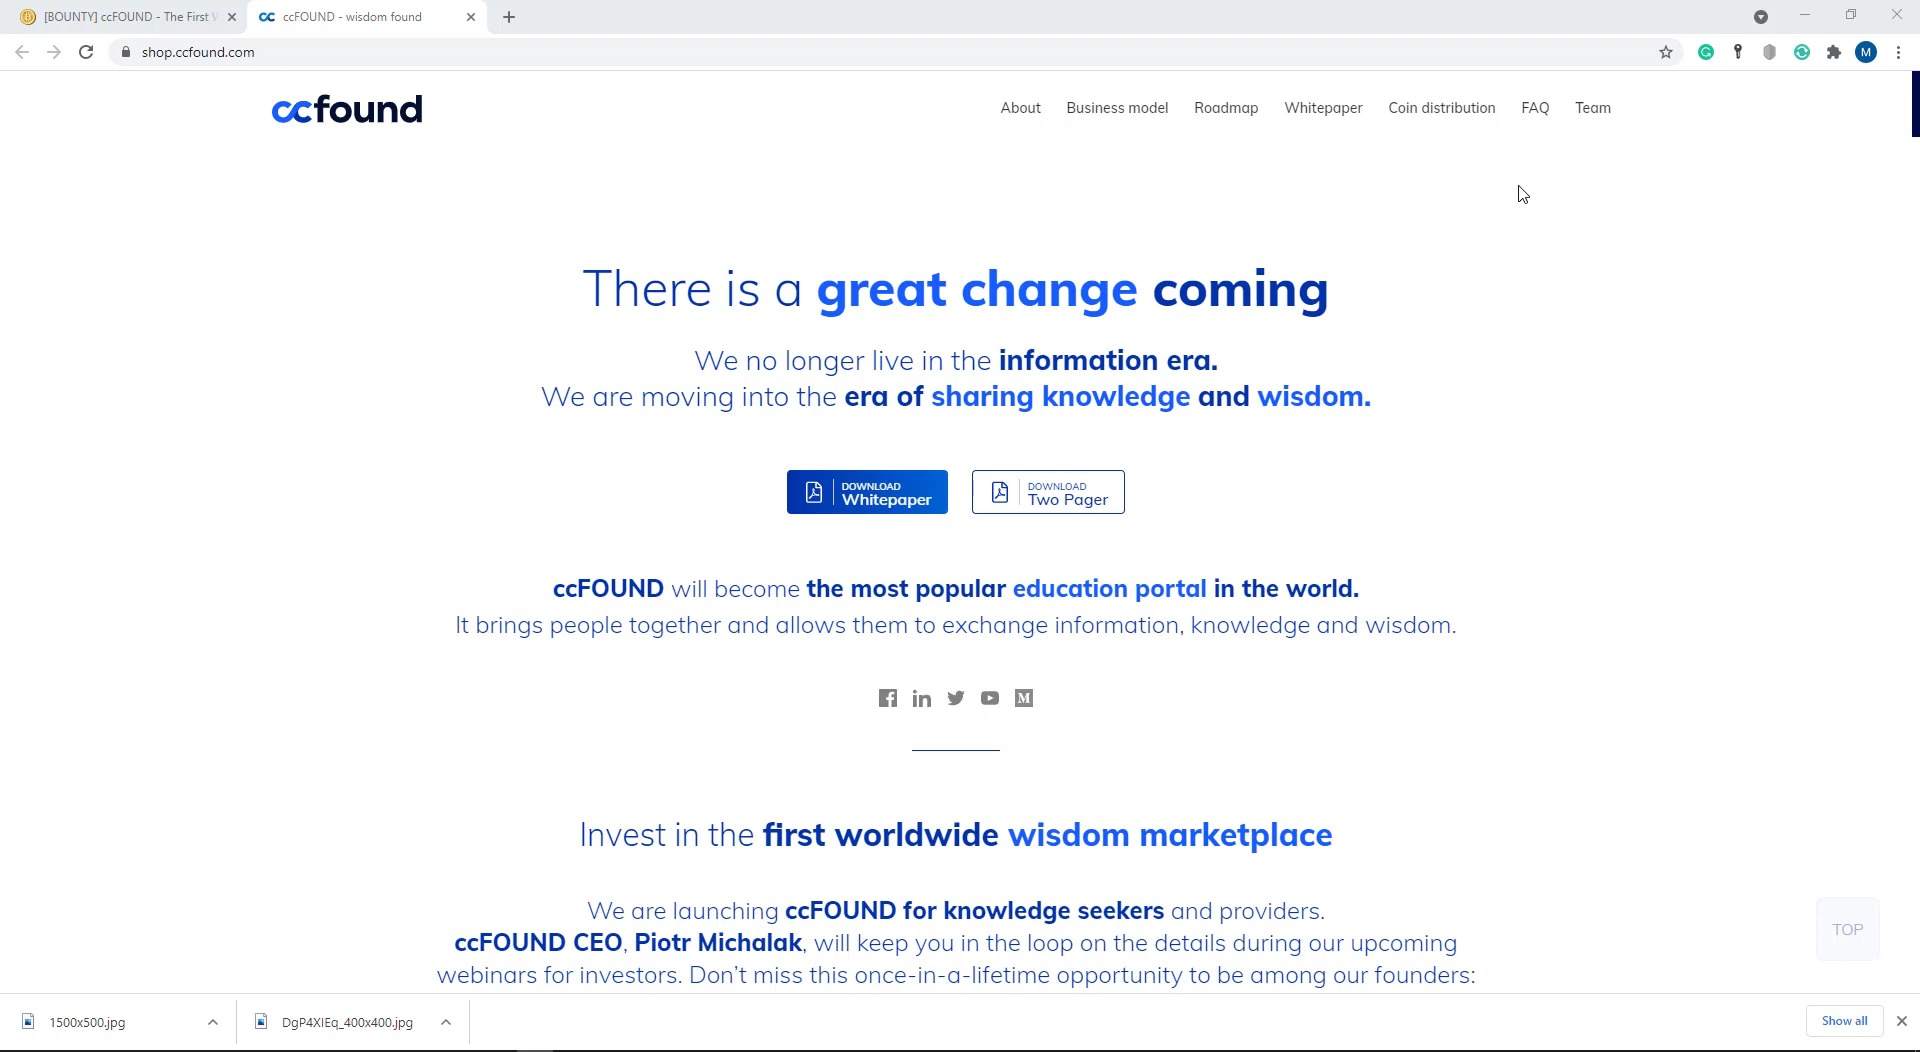 [BOUNTY] ccFOUND - The First
ccFOUND - wisdom found
shop.ccfound.com
M
ccfound
About Business model Roadmap Whitepaper Coin distribution FAQ Team
There is a great change coming
We no longer live in the information era.
We are moving into the era of sharing knowledge and wisdom.
DOWNLOAD
Whitepaper
DOWNLOAD
Two Pager
ccFOUND will become the most popular education portal in the world.
It brings people together and allows them to exchange information, knowledge and wisdom.
Invest in the first worldwide wisdom marketplace
We are launching ccFOUND for knowledge seekers and providers.
ccFOUND CEO, Piotr Michalak, will keep you in the loop on the details during our upcoming
webinars for investors. Don't miss this once-in-a-lifetime opportunity to be among our founders:
TOP
1500x500.jpg
DgP4XIEq_400x400.jpg
Show all